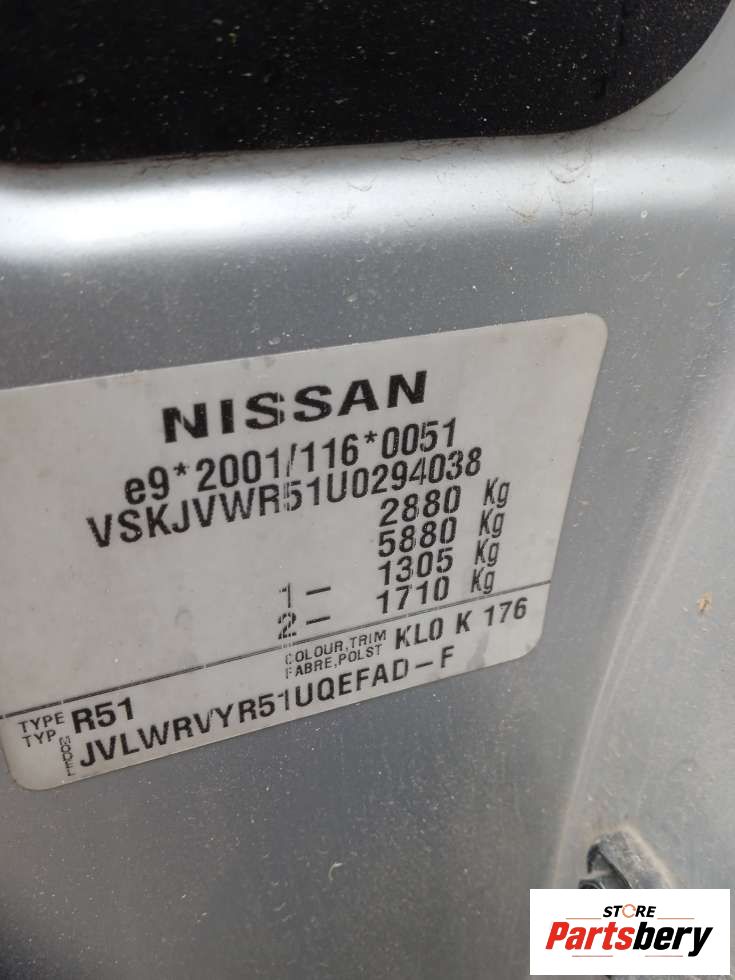 NISSAN
e9*2001/116*0051
VSKJVWR51U0294038
2880 Kg
5880 Kg
1- 1305 Kg
2- 1710 Kg
COLOUR,TRIM KL0 K 176
FABRE,POLST
TYPE R51
TYP
MODEL JVLWRVYR51UQEFAD-F
STORE
Partsbery